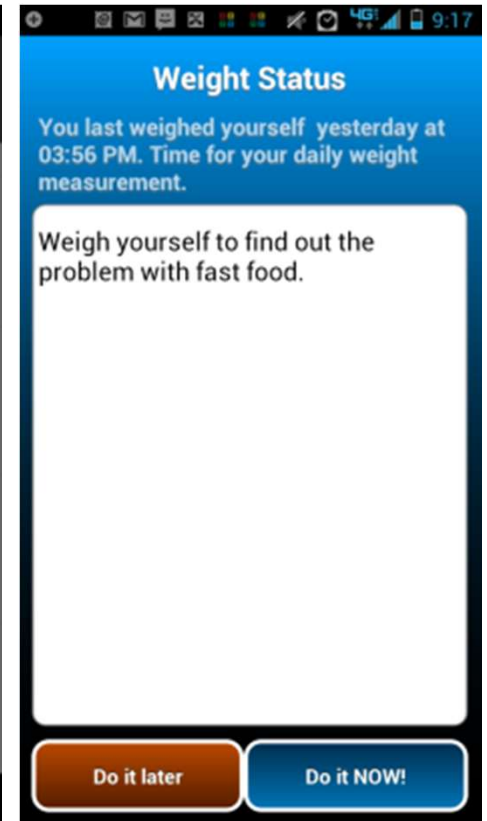 4G
9:17
Weight Status
You last weighed yourself  yesterday at
03:56 PM. Time for your daily weight
measurement.
Weigh yourself to find out the
problem with fast food.
Do it later
Do it NOW!